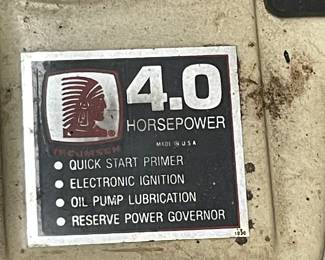 TECUMSEH
4.0
HORSEPOWER
MADE IN U.S.A
• QUICK START PRIMER
• ELECTRONIC IGNITION
• OIL PUMP LUBRICATION
• RESERVE POWER GOVERNOR